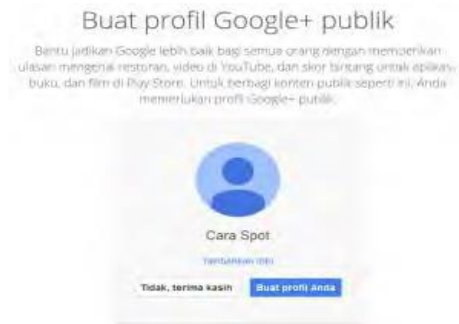 Buat profil Google+ publik
Bantu jadikan Google lebih baik bagi semua orang dengan memberikan
ulasan mengenai restoran, video di YouTube, dan skor bintang untuk aplikasi,
buku, dan film di Play Store. Untuk berbagi konten publik seperti ini, Anda
memerlukan profil Google+ publik.
Cara Spot
Tambahkan foto
Tidak, terima kasih
Buat profil Anda